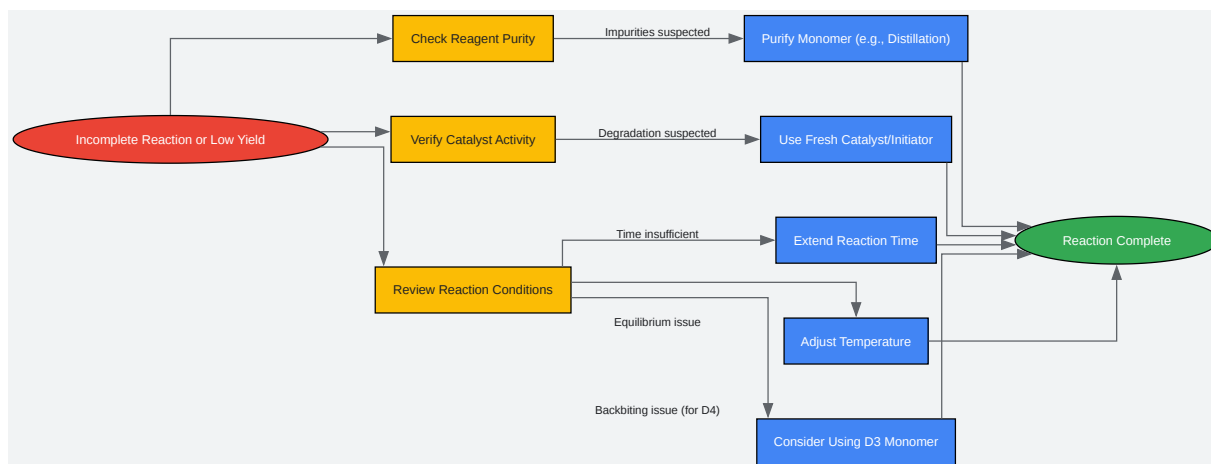 Check Reagent Purity
Impurities suspected
Purify Monomer (e.g., Distillation)
Incomplete Reaction or Low Yield
Verify Catalyst Activity
Degradation suspected
Use Fresh Catalyst/Initiator
Time insufficient
Extend Reaction Time
Reaction Complete
Review Reaction Conditions
Equilibrium issue
Adjust Temperature
Backbiting issue (for D4)
Consider Using D3 Monomer